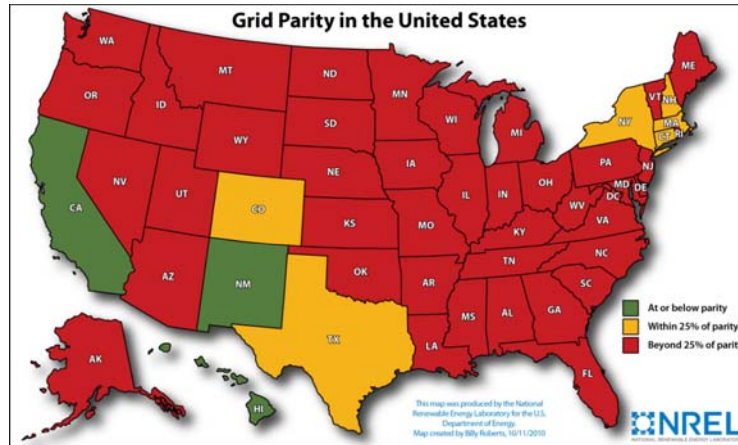 Grid Parity in the United States
WA
MT
ND
MN
ME
OR
ID
SD
WI
MI
VT
NH
NY
MA
CT
RI
WY
IA
NE
PA
NJ
NV
UT
CO
IL
IN
OH
MD
DE
DC
WV
VA
CA
KS
MO
KY
NC
AZ
NM
OK
AR
TN
SC
MS
AL
GA
TX
LA
FL
AK
HI
At or below parity
Within 25% of parity
Beyond 25% of parit
This map was produced by the National
Renewable Energy Laboratory for the U.S.
Department of Energy.
Map created by Billy Roberts, 10/11/2010
NREL
NATIONAL RENEWABLE ENERGY LABORATO